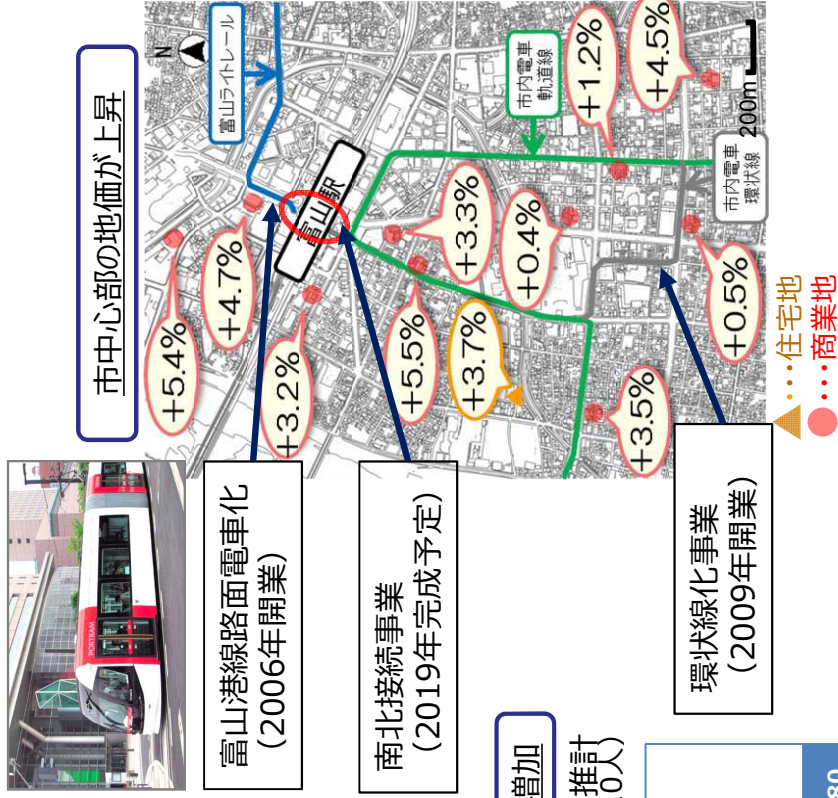 市中心部の地価が上昇
PORTRAM
富山港線路面電車化
(2006年開業)
南北接続事業
(2019年完成予定)
環状線化事業
(2009年開業)
N
富山ライトレール
富山駅
市内電車
軌道線
市内電車
環状線
+5.4%
+4.7%
+3.2%
+3.3%
+5.5%
+3.7%
+0.4%
+1.2%
+4.5%
+3.5%
+0.5%
200m
▲・・・住宅地
●・・・商業地
増加
推計
0人)
80